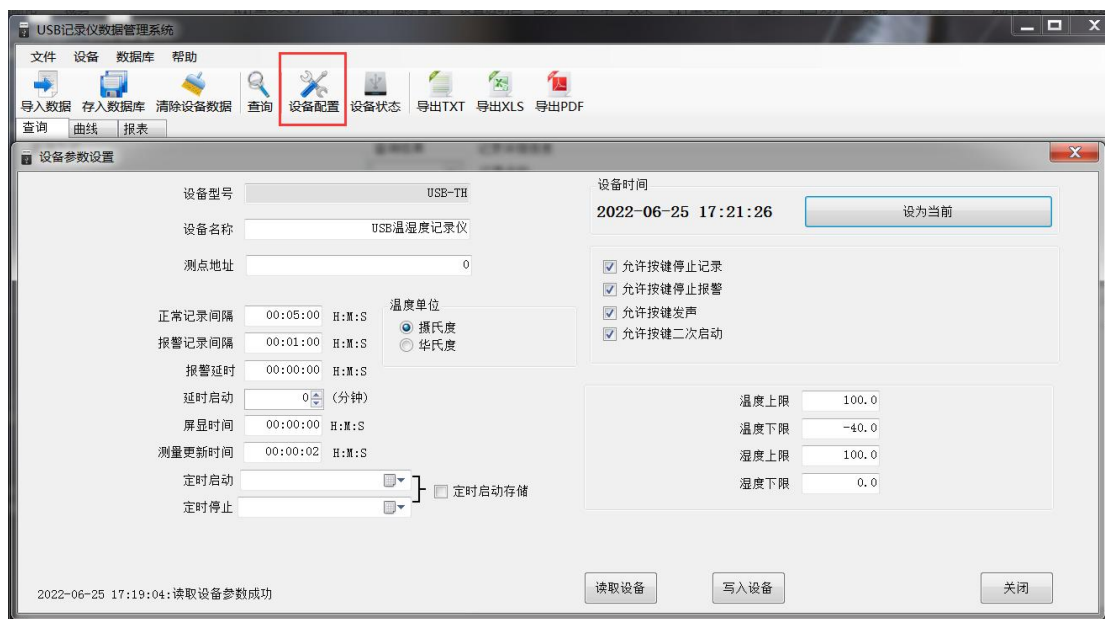 USB记录仪数据管理系统
文件 设备 数据库 帮助
导入数据 存入数据库 清除设备数据 查询 设备配置 设备状态 导出TXT 导出XLS 导出PDF
查询 曲线 报表
设备参数设置
设备型号 USB-TH
设备名称 USB温湿度记录仪
测点地址 0
正常记录间隔 00:05:00 H:M:S
报警记录间隔 00:01:00 H:M:S
报警延时 00:00:00 H:M:S
延时启动 0 (分钟)
屏显时间 00:00:00 H:M:S
测量更新时间 00:00:02 H:M:S
定时启动
定时停止
定时启动存储
温度单位
摄氏度
华氏度
设备时间
2022-06-25 17:21:26 设为当前
允许按键停止记录
允许按键停止报警
允许按键发声
允许按键二次启动
温度上限 100.0
温度下限 -40.0
湿度上限 100.0
湿度下限 0.0
2022-06-25 17:19:04:读取设备参数成功
读取设备 写入设备 关闭